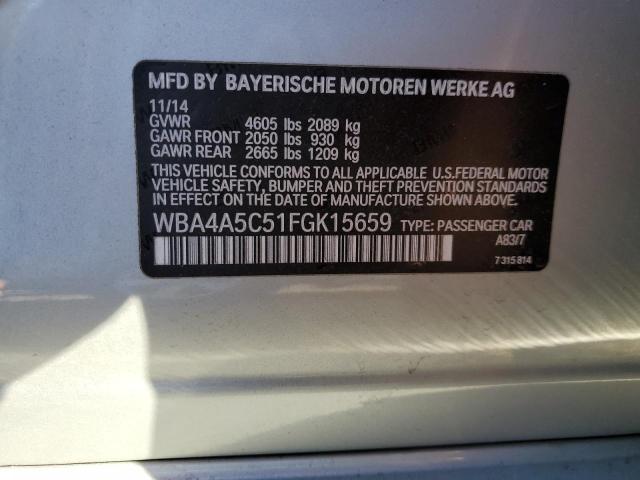 MFD BY BAYERISCHE MOTOREN WERKE AG
11/14
GVWR 4605 lbs 2089 kg
GAWR FRONT 2050 lbs 930 kg
GAWR REAR 2665 lbs 1209 kg
THIS VEHICLE CONFORMS TO ALL APPLICABLE U.S.FEDERAL MOTOR
VEHICLE SAFETY, BUMPER AND THEFT PREVENTION STANDARDS
IN EFFECT ON THE DATE OF MANUFACTURE SHOWN ABOVE.
WBA4A5C51FGK15659 TYPE: PASSENGER CAR
A83/7
7 315 814